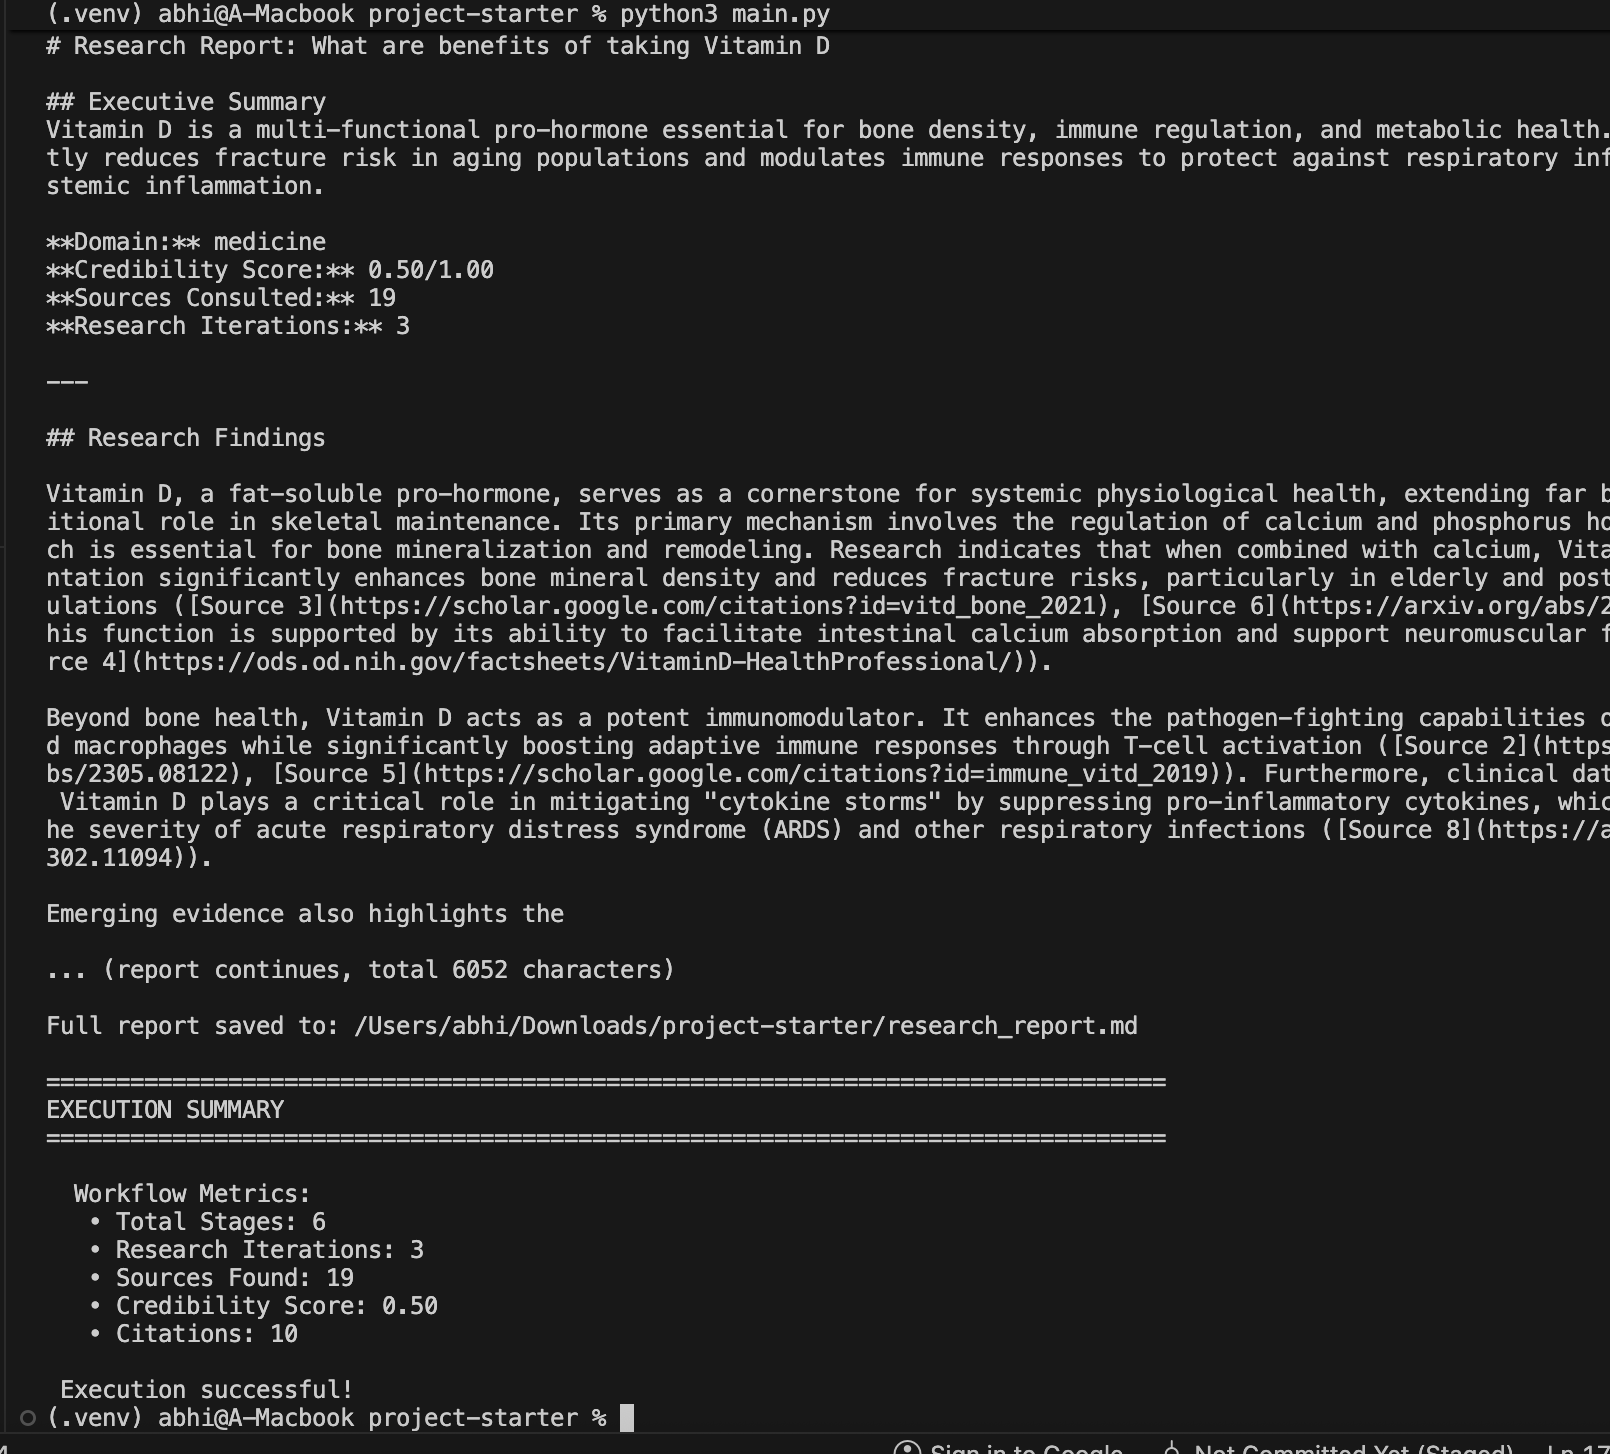 (.venv) abhi@A-Macbook project-starter % python3 main.py
# Research Report: What are benefits of taking Vitamin D
## Executive Summary
Vitamin D is a multi-functional pro-hormone essential for bone density, immune regulation, and metabolic health.
tly reduces fracture risk in aging populations and modulates immune responses to protect against respiratory inf
stemic inflammation.
**Domain:** medicine
**Credibility Score:** 0.50/1.00
**Sources Consulted:** 19
**Research Iterations:** 3
---
## Research Findings
Vitamin D, a fat-soluble pro-hormone, serves as a cornerstone for systemic physiological health, extending far b
itional role in skeletal maintenance. Its primary mechanism involves the regulation of calcium and phosphorus ho
ch is essential for bone mineralization and remodeling. Research indicates that when combined with calcium, Vita
ntation significantly enhances bone mineral density and reduces fracture risks, particularly in elderly and post
ulations ([Source 3](https://scholar.google.com/citations?id=vitd_bone_2021), [Source 6](https://arxiv.org/abs/2
his function is supported by its ability to facilitate intestinal calcium absorption and support neuromuscular f
rce 4](https://ods.od.nih.gov/factsheets/VitaminD-HealthProfessional/)).
Beyond bone health, Vitamin D acts as a potent immunomodulator. It enhances the pathogen-fighting capabilities o
d macrophages while significantly boosting adaptive immune responses through T-cell activation ([Source 2](https
bs/2305.08122), [Source 5](https://scholar.google.com/citations?id=immune_vitd_2019)). Furthermore, clinical dat
Vitamin D plays a critical role in mitigating "cytokine storms" by suppressing pro-inflammatory cytokines, whic
he severity of acute respiratory distress syndrome (ARDS) and other respiratory infections ([Source 8](https://a
302.11094)).
Emerging evidence also highlights the
... (report continues, total 6052 characters)
Full report saved to: /Users/abhi/Downloads/project-starter/research_report.md
================================================================================
EXECUTION SUMMARY
================================================================================
Workflow Metrics:
• Total Stages: 6
• Research Iterations: 3
• Sources Found: 19
• Credibility Score: 0.50
• Citations: 10
Execution successful!
(.venv) abhi@A-Macbook project-starter %
Sign in to Google Not Committed Yet (Staged) Ln 17